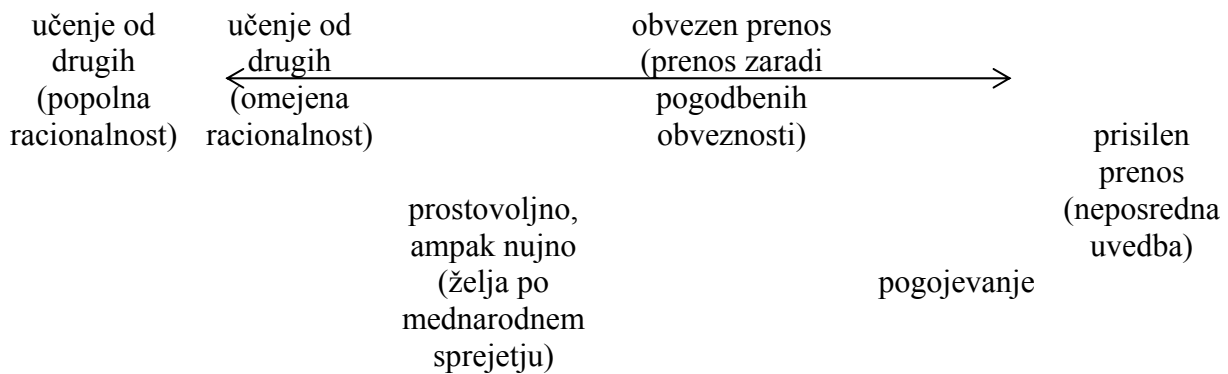 učenje od
drugih
(popolna
racionalnost)
učenje od
drugih
(omejena
racionalnost)
prostovoljno,
ampak nujno
(želja po
mednarodnem
sprejetju)
obvezen prenos
(prenos zaradi
pogodbenih
obveznosti)
pogojevanje
prisilen
prenos
(neposredna
uvedba)